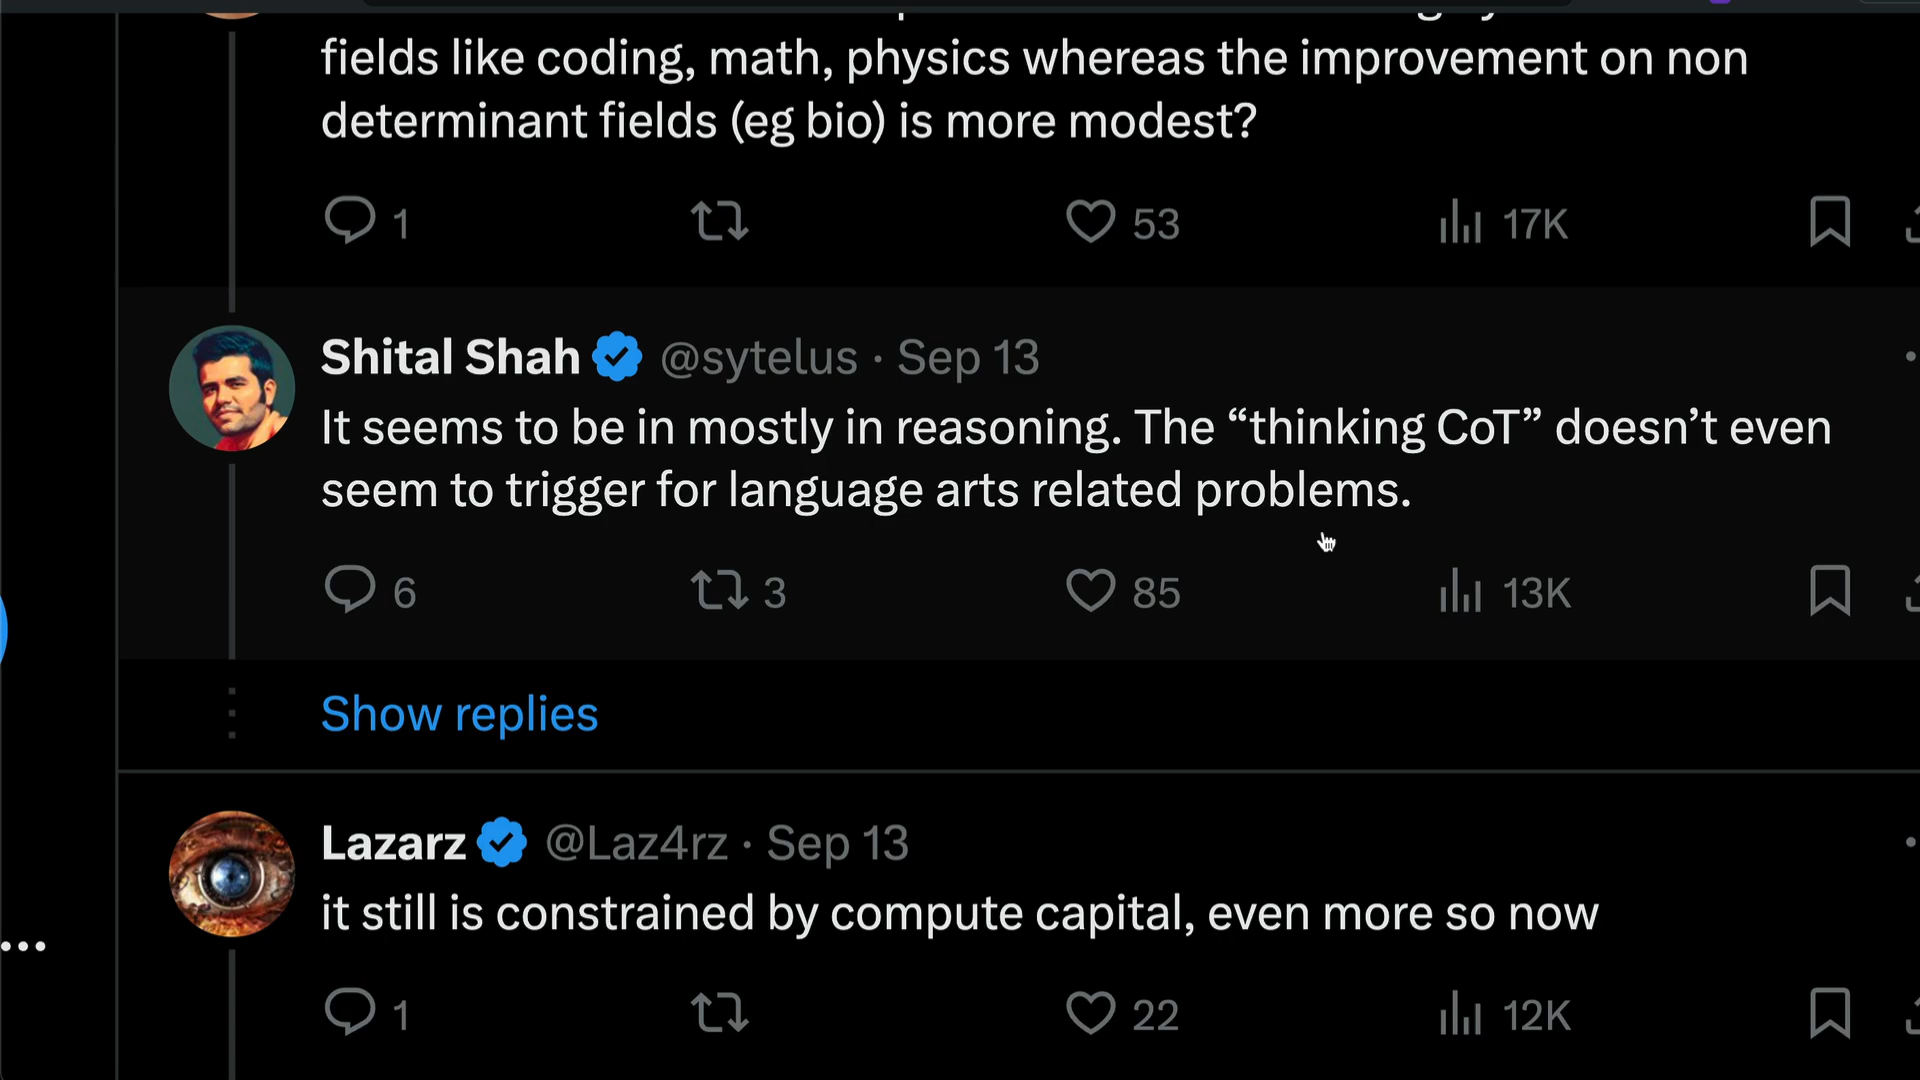 fields like coding, math, physics whereas the improvement on non
determinant fields (eg bio) is more modest?
1 53 17K
Shital Shah @sytelus · Sep 13
It seems to be in mostly in reasoning. The “thinking CoT” doesn’t even
seem to trigger for language arts related problems.
6 3 85 13K
Show replies
Lazarz @Laz4rz · Sep 13
it still is constrained by compute capital, even more so now
1 22 12K